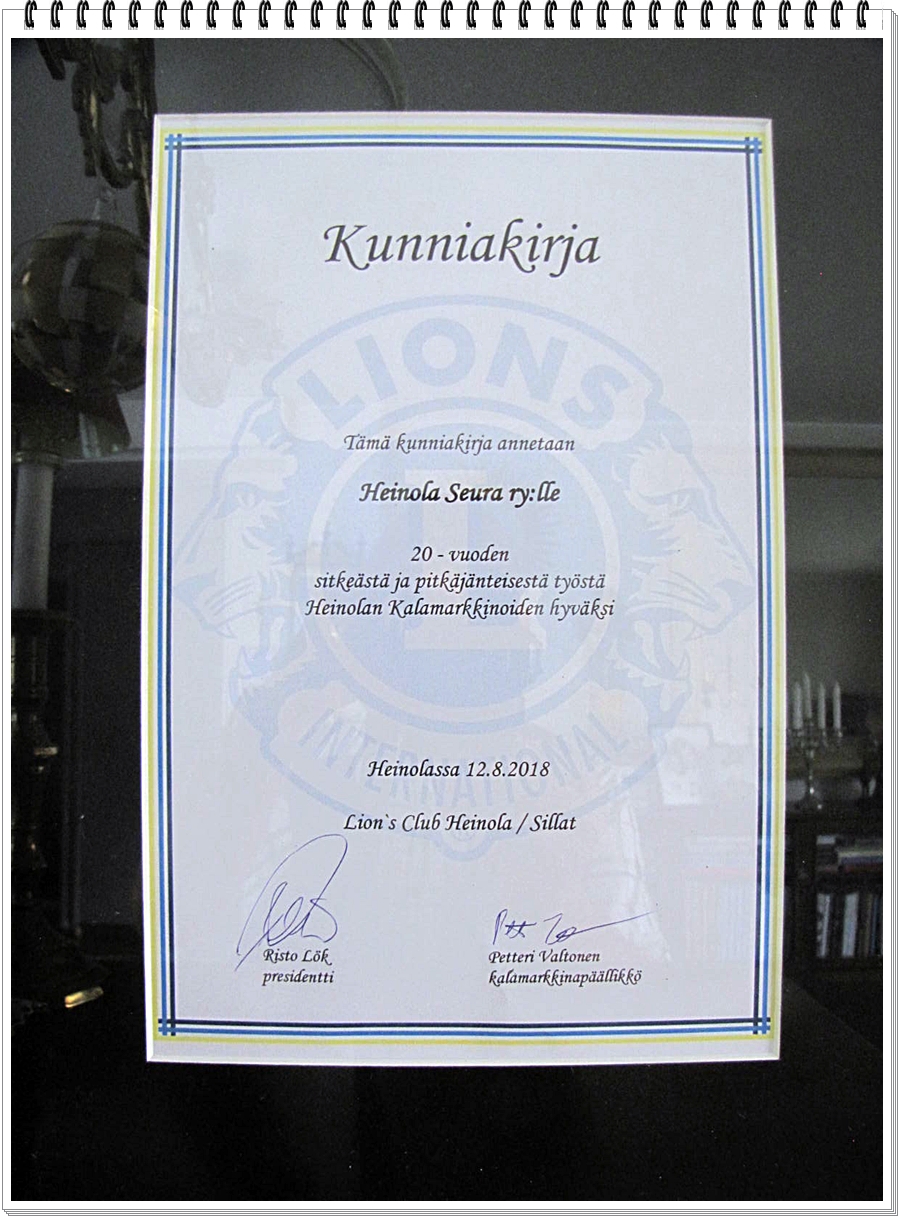 Kunniakirja
LIONS
Tämä kunniakirja annetaan
Heinola Seura ry:lle
20 - vuoden
sitkeästä ja pitkäjänteisestä työstä
Heinolan Kalamarkkinoiden hyväksi
L
INTERNATIONAL
Heinolassa 12.8.2018
Lion`s Club Heinola / Sillat
Risto Lök
presidentti
Petteri Valtonen
kalamarkkinapäällikkö